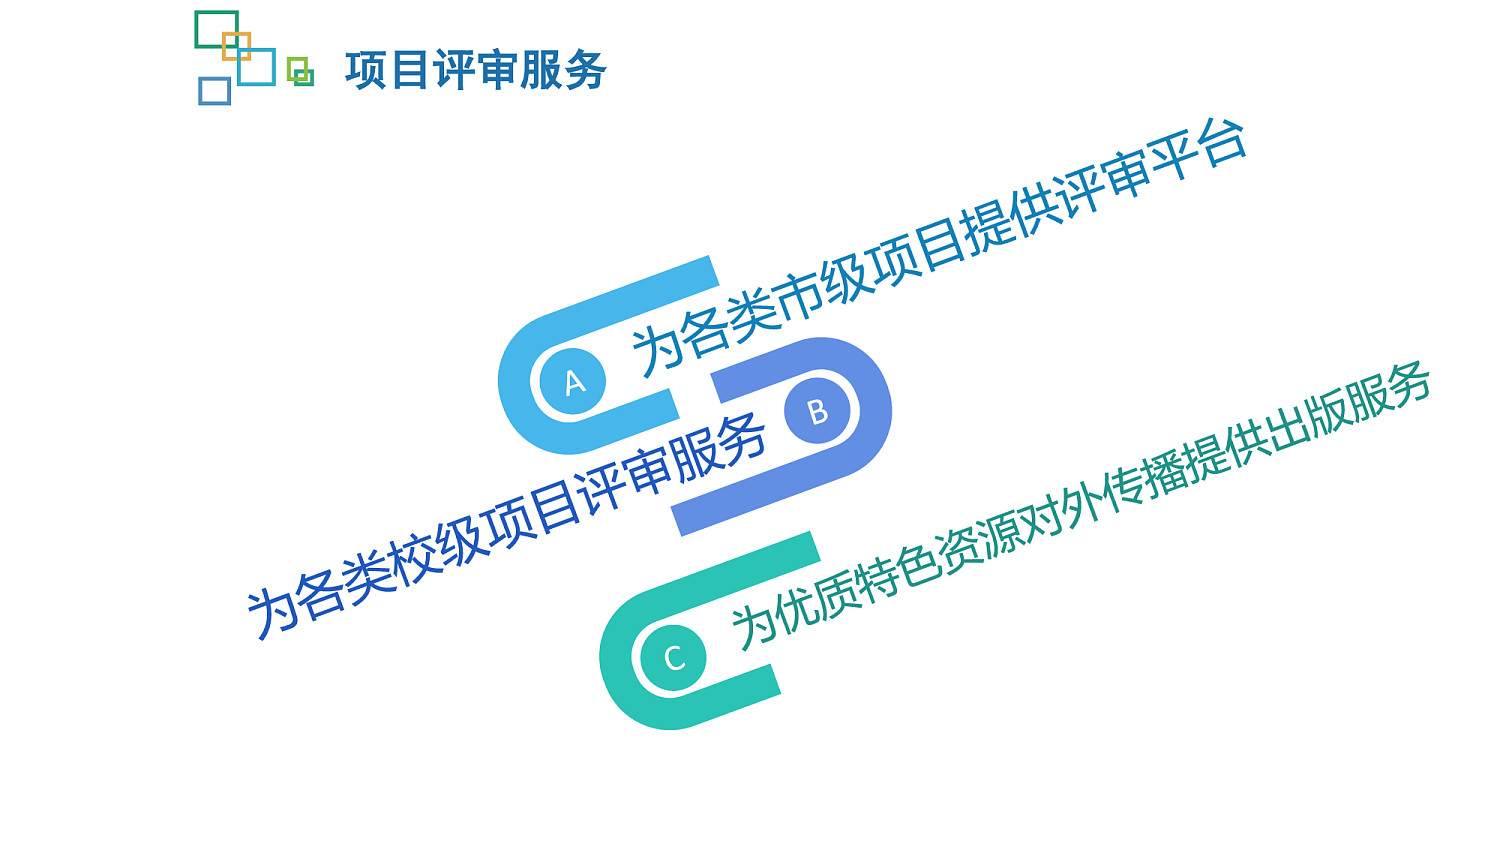 项目评审服务
A
为各类市级项目提供评审平台
B
为各类校级项目评审服务
C
为优质特色资源对外传播提供出版服务